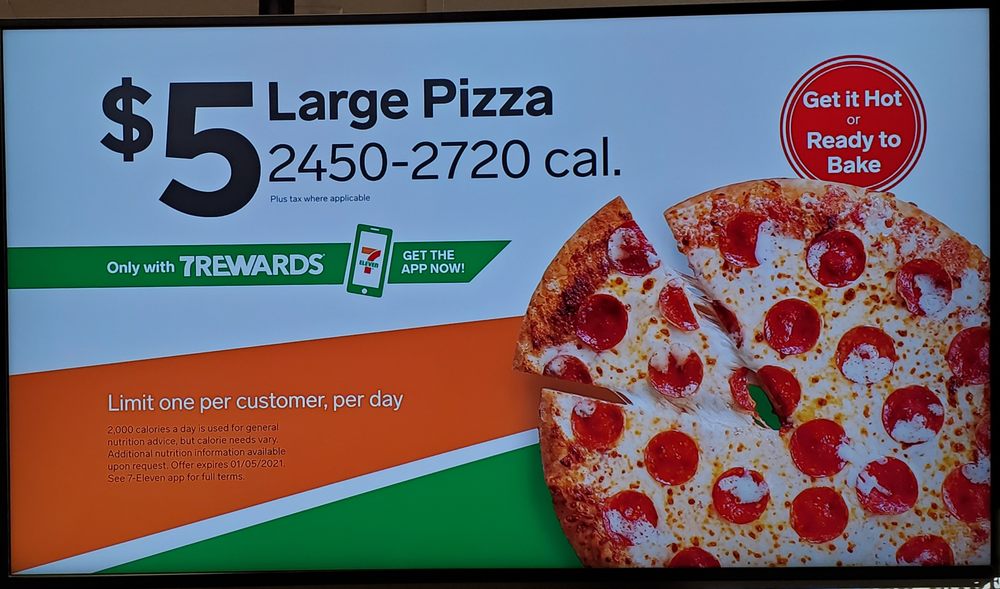 $5 Large Pizza
2450-2720 cal.
Plus tax where applicable
Get it Hot
or
Ready to
Bake
Only with 7REWARDS
7
ELEVEN
GET THE
APP NOW!
Limit one per customer, per day
2,000 calories a day is used for general
nutrition advice, but calorie needs vary.
Additional nutrition information available
upon request. Offer expires 01/05/2021.
See 7-Eleven app for full terms.